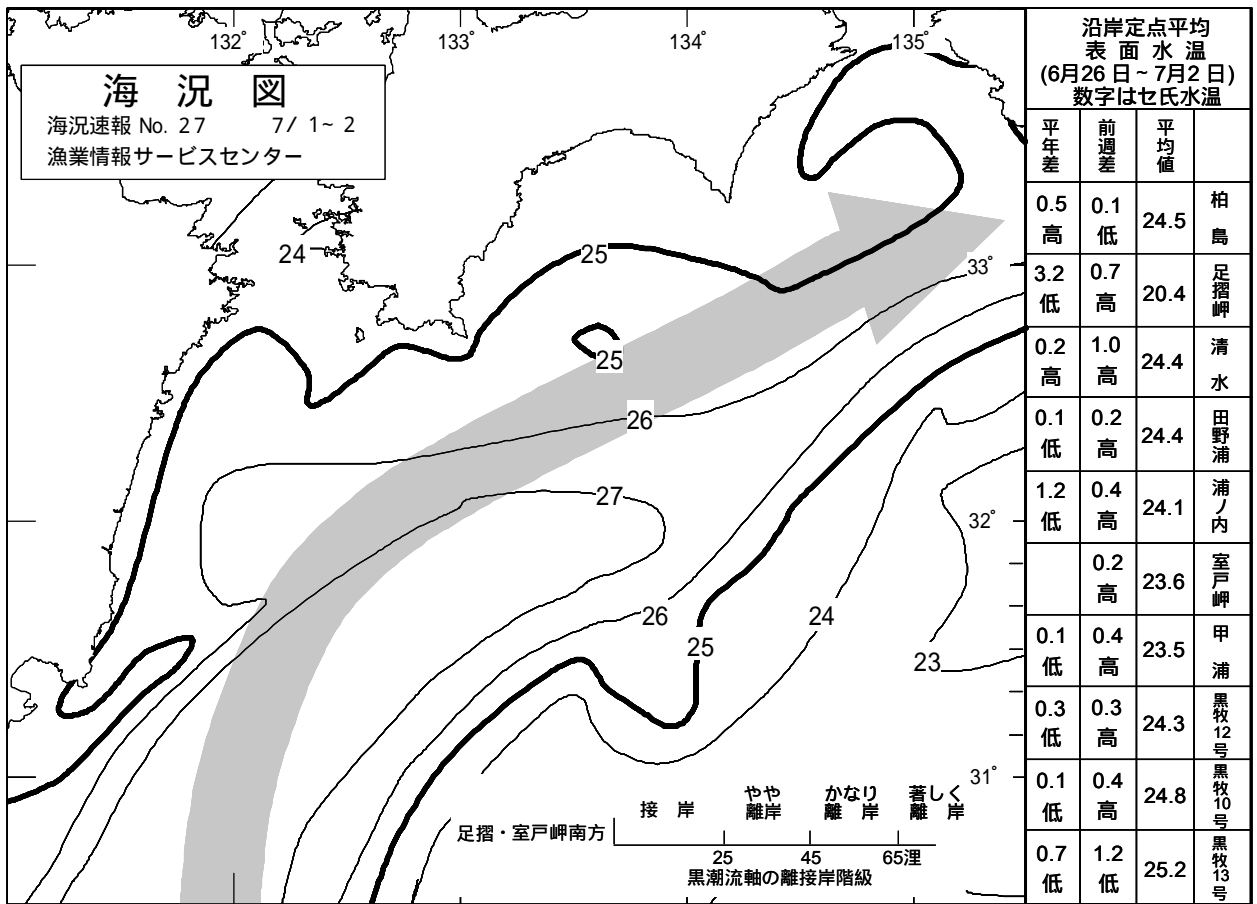 132°
133°
134°
135°
海 況 図
海況速報 No. 27 7/ 1~ 2
漁業情報サービスセンター
24
25
33°
25
26
27
32°
26
25
24
23
31°
接 岸
やや離岸
かなり離 岸
著しく離 岸
足摺・室戸岬南方
25 45 65浬
黒潮流軸の離接岸階級
沿岸定点平均
表 面 水 温
(6月26 日 ~ 7月2 日)
数字はセ氏水温
平年差 前週差 平均値
0.5高 0.1低 24.5 柏島
3.2低 0.7高 20.4 足摺岬
0.2高 1.0高 24.4 清水
0.1低 0.2高 24.4 田野浦
1.2低 0.4高 24.1 浦ノ内
0.2高 23.6 室戸岬
0.1低 0.4高 23.5 甲浦
0.3低 0.3高 24.3 黒牧12号
0.1低 0.4高 24.8 黒牧10号
0.7低 1.2低 25.2 黒牧13号